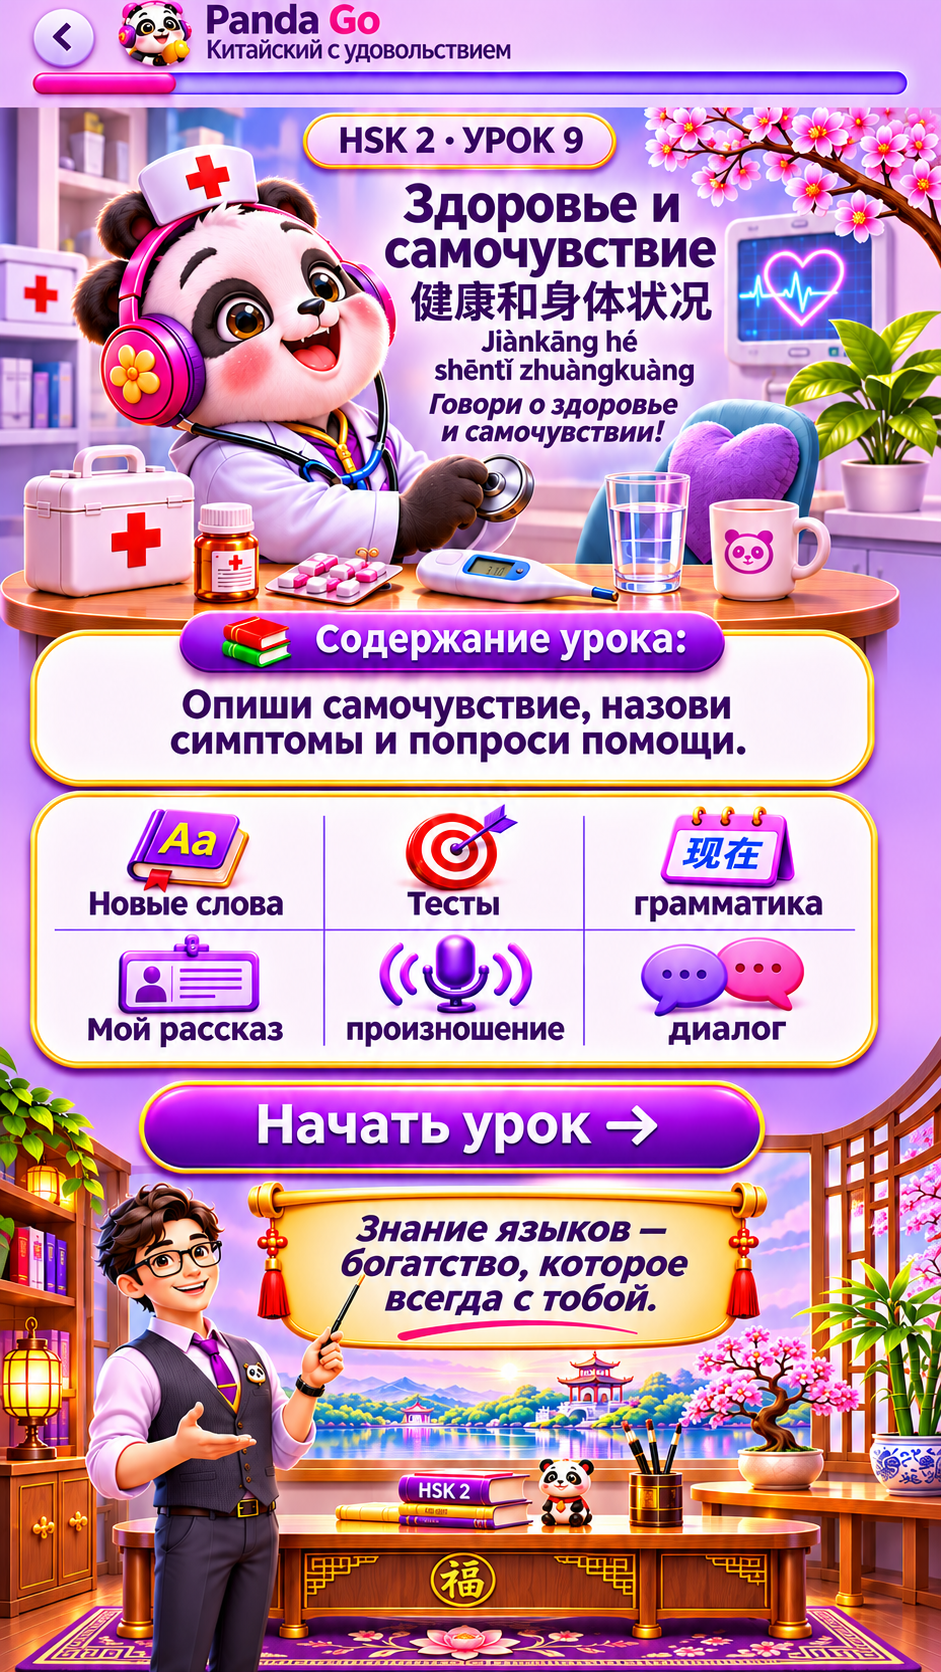 Panda Go
Китайский с удовольствием
HSK 2 · УРОК 9
Здоровье и
самочувствие
健康和身体状况
Jiànkāng hé
shēntǐ zhuàngkuàng
Говори о здоровье
и самочувствии!
Содержание урока:
Опиши самочувствие, назови
симптомы и попроси помощи.
Aa
Новые слова
Тесты
现在
грамматика
Мой рассказ
произношение
диалог
Начать урок →
Знание языков —
богатство, которое
всегда с тобой.
HSK 2
福